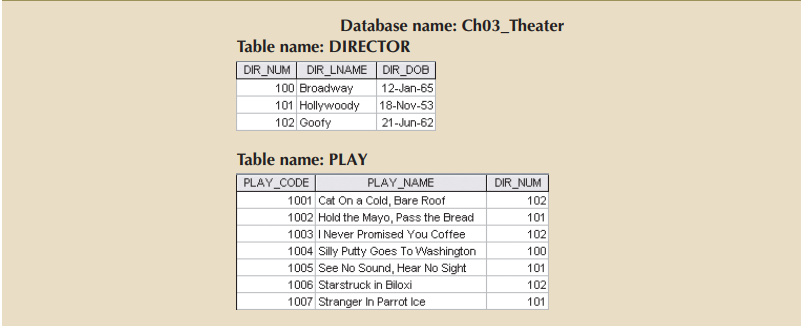 Database name: Ch03_Theater
Table name: DIRECTOR
DIR_NUM DIR_LNAME DIR_DOB
100 Broadway 12-Jan-65
101 Hollywoody 18-Nov-53
102 Goofy 21-Jun-62
Table name: PLAY
PLAY_CODE PLAY_NAME DIR_NUM
1001 Cat On a Cold, Bare Roof 102
1002 Hold the Mayo, Pass the Bread 101
1003 I Never Promised You Coffee 102
1004 Silly Putty Goes To Washington 100
1005 See No Sound, Hear No Sight 101
1006 Starstruck in Biloxi 102
1007 Stranger In Parrot Ice 101